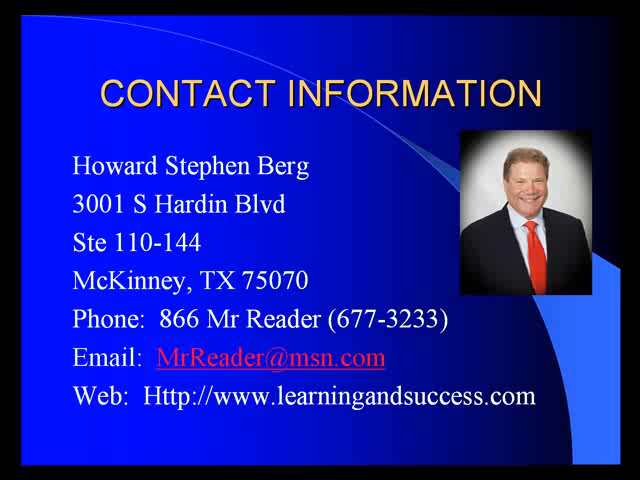 CONTACT INFORMATION
Howard Stephen Berg
3001 S Hardin Blvd
Ste 110-144
McKinney, TX 75070
Phone:  866 Mr Reader (677-3233)
Email:  MrReader@msn.com
Web:  Http://www.learningandsuccess.com